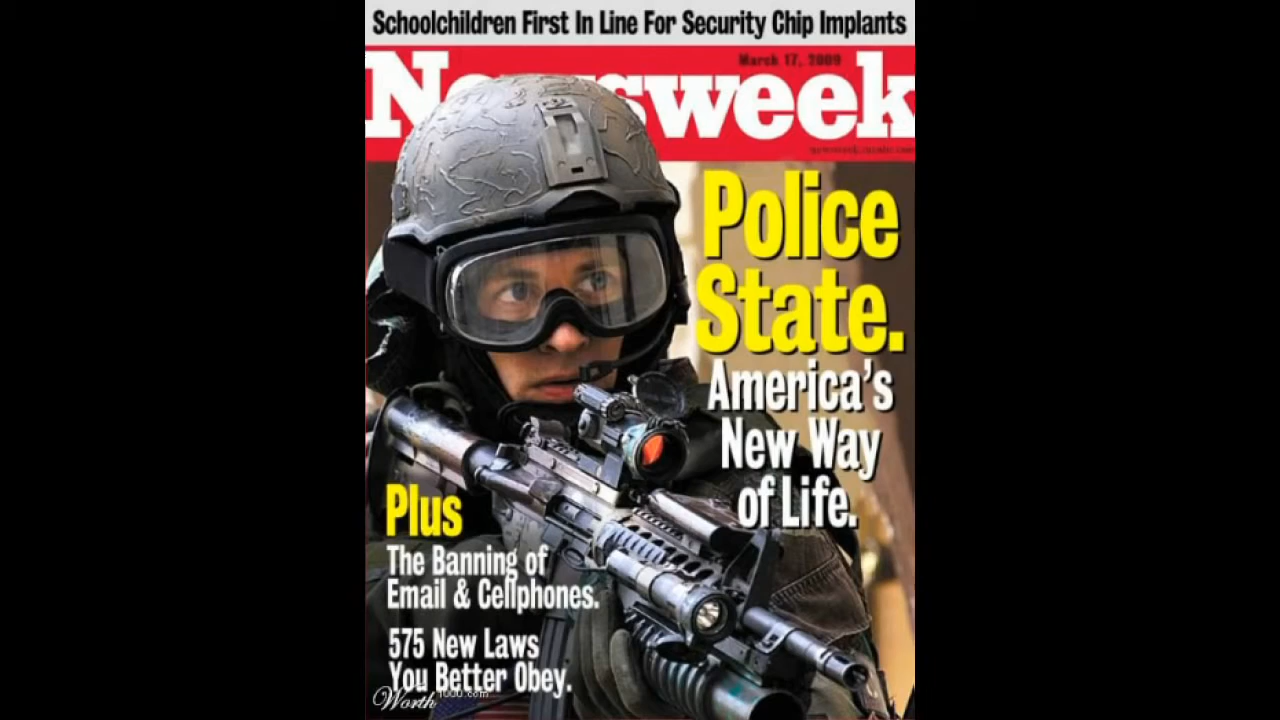 Schoolchildren First In Line For Security Chip Implants
March 17, 2009
Newsweek
Police
State.
America's
New Way
of Life.
Plus
The Banning of
Email & Cellphones.
575 New Laws
You Better Obey.
Worth1000.com